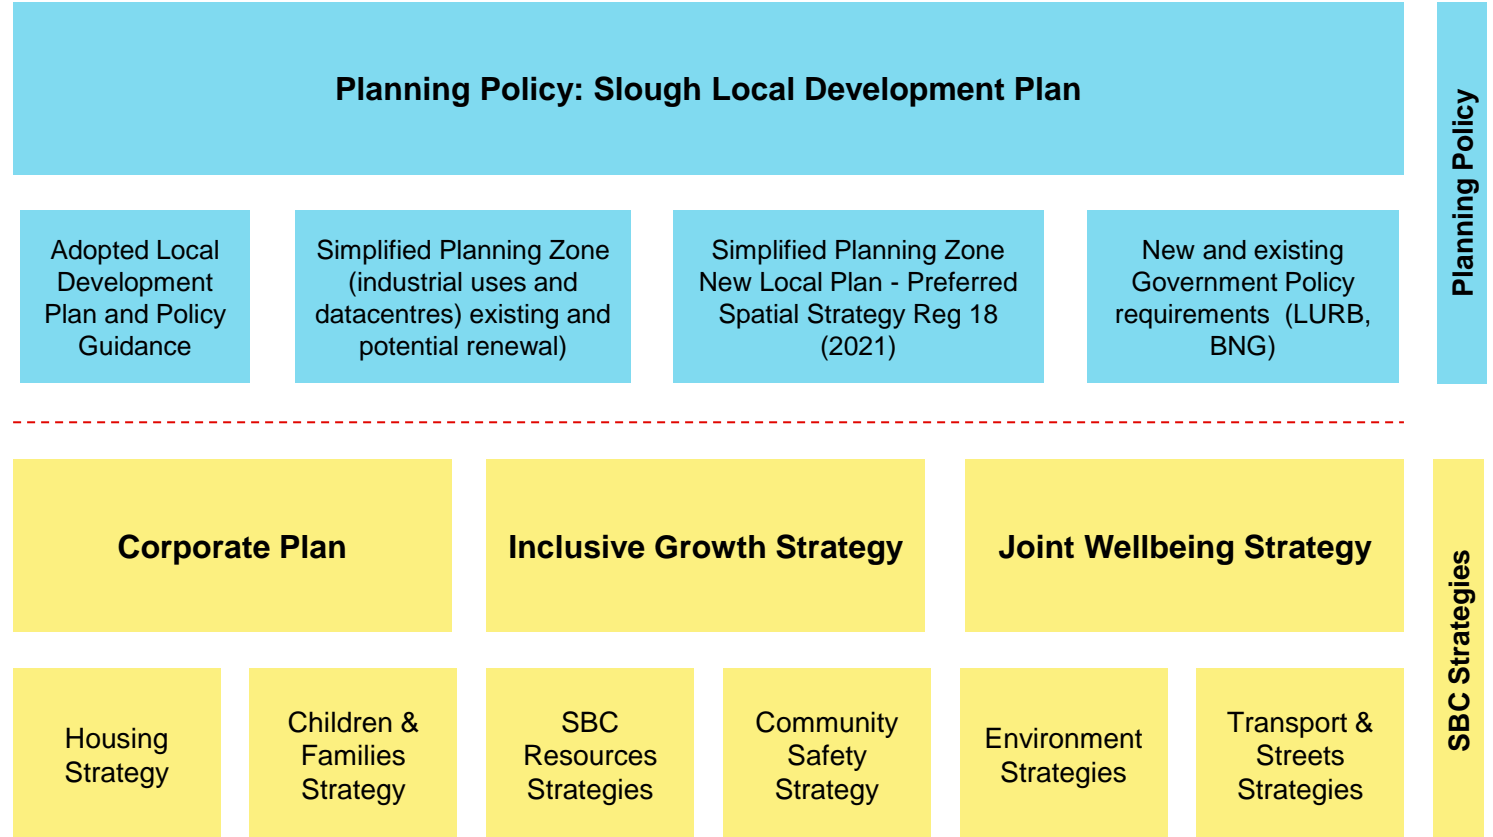 Planning Policy: Slough Local Development Plan
Planning Policy
Adopted Local
Development
Plan and Policy
Guidance
Simplified Planning Zone
(industrial uses and
datacentres) existing and
potential renewal)
Simplified Planning Zone
New Local Plan - Preferred
Spatial Strategy Reg 18
(2021)
New and existing
Government Policy
requirements (LURB,
BNG)
Corporate Plan
Inclusive Growth Strategy
Joint Wellbeing Strategy
SBC Strategies
Housing
Strategy
Children &
Families
Strategy
SBC
Resources
Strategies
Community
Safety
Strategy
Environment
Strategies
Transport &
Streets
Strategies